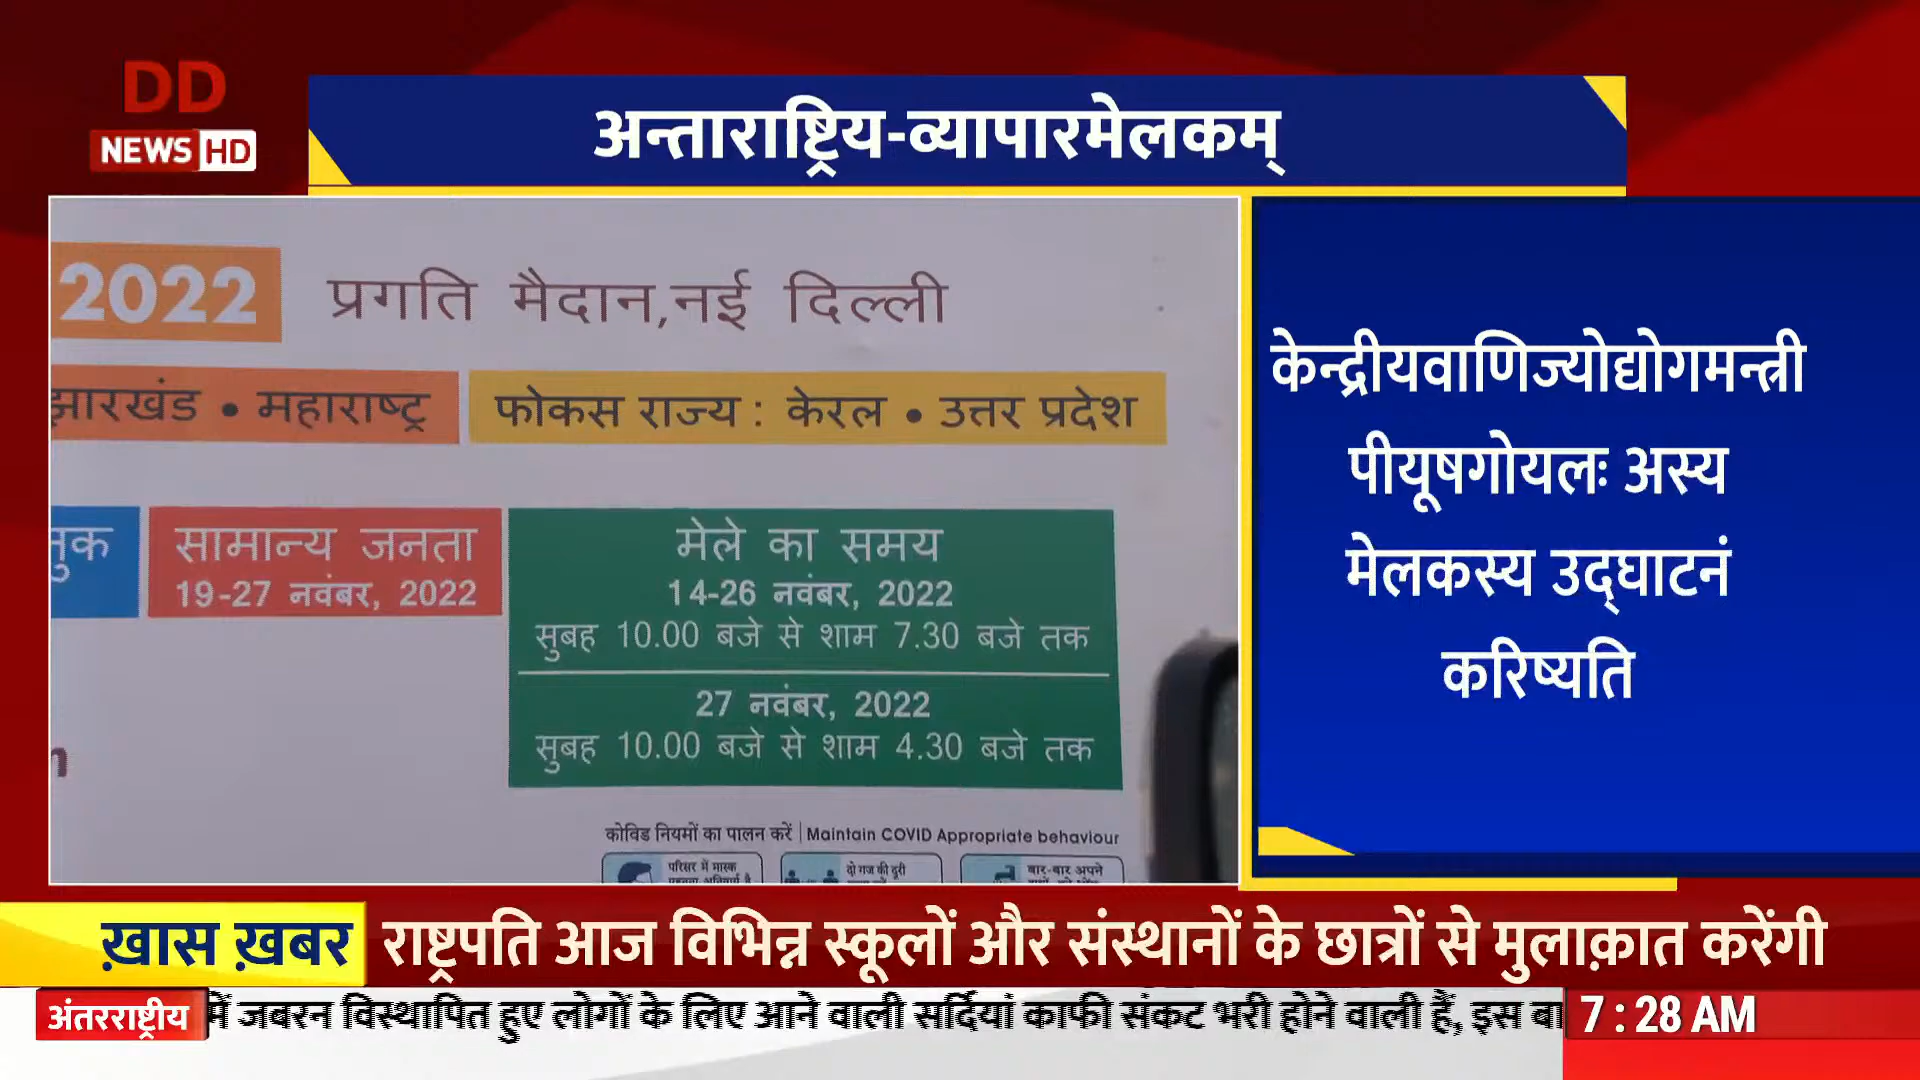 DD
NEWS HD
अन्ताराष्ट्रिय-व्यापारमेलकम्
2022 प्रगति मैदान,नई दिल्ली
झारखंड • महाराष्ट्र फोकस राज्य : केरल • उत्तर प्रदेश
सामान्य जनता
19-27 नवंबर, 2022
मेले का समय
14-26 नवंबर, 2022
सुबह 10.00 बजे से शाम 7.30 बजे तक
27 नवंबर, 2022
सुबह 10.00 बजे से शाम 4.30 बजे तक
कोविड नियमों का पालन करें | Maintain COVID Appropriate behaviour
परिसर में मास्क
दो गज की दूरी
बार-बार अपने
केन्द्रीयवाणिज्योद्योगमन्त्री
पीयूषगोयलः अस्य
मेलकस्य उद्‌घाटनं
करिष्यति
ख़ास ख़बर राष्ट्रपति आज विभिन्न स्कूलों और संस्थानों के छात्रों से मुलाक़ात करेंगी
अंतरराष्ट्रीय में जबरन विस्थापित हुए लोगों के लिए आने वाली सर्दियां काफी संकट भरी होने वाली हैं, इस 7 : 28 AM